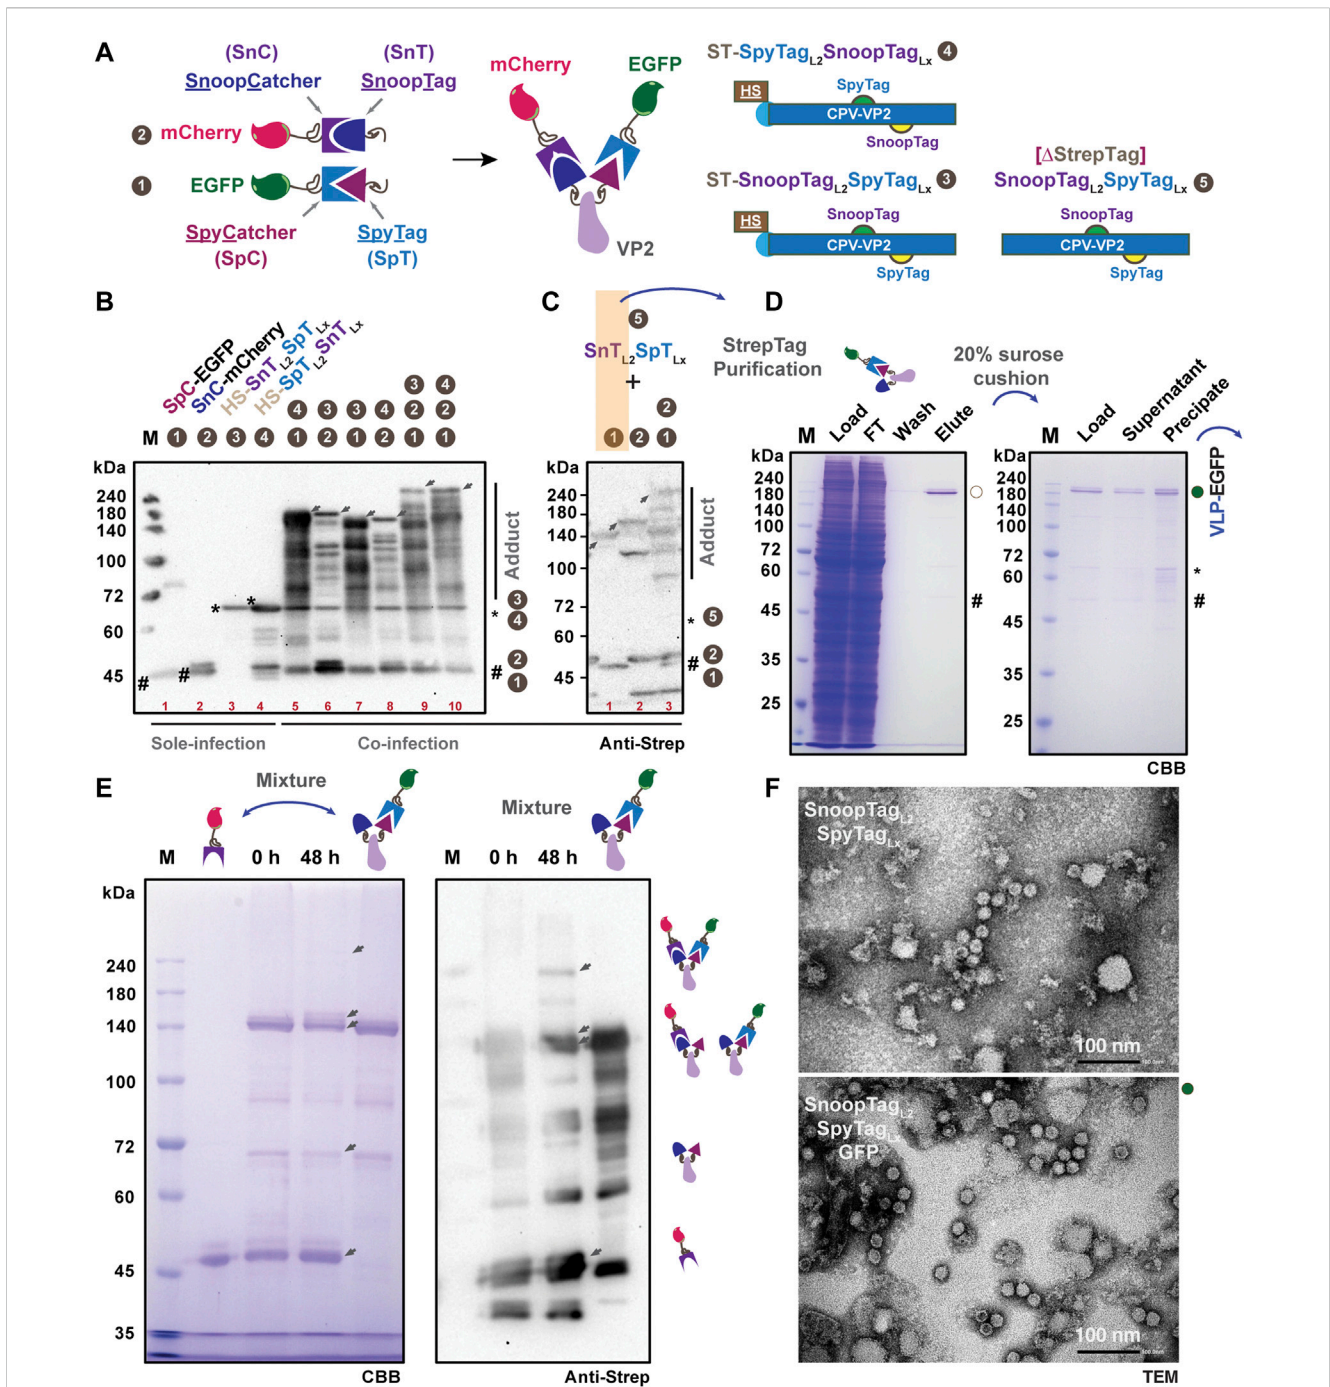 A
(SnC)
(SnT)
SnoopCatcher
SnoopTag
2 mCherry
1 EGFP
SpyCatcher
(SpC)
SpyTag
(SpT)
mCherry
EGFP
VP2
ST-SpyTagL2SnoopTagLx 4
HS
SpyTag
CPV-VP2
SnoopTag
ST-SnoopTagL2SpyTagLx 3
HS
SnoopTag
CPV-VP2
SpyTag
[ΔStrepTag]
SnoopTagL2SpyTagLx 5
SnoopTag
CPV-VP2
SpyTag
B
SpC-EGFP
SnC-mCherry
HS-SnTL2SpTLx
HS-SpTL2SnTLx
3 4
4 3 3 4 2 2
M 1 2 3 4 1 2 1 2 1 1
kDa
240
180
140
100
72
60
45
# # * *
1 2 3 4 5 6 7 8 9 10
Adduct
3
* 4
2
# 1
Sole-infection
Co-infection
C
5
SnTL2SpTLx
+
2
1 2 1
kDa
240
180
140
100
72
60
45
1 2 3
Adduct
* 5
2
# 1
Anti-Strep
StrepTag
Purification
D
20% surose
cushion
M Load FT Wash Elute
kDa
240
180
140
100
72
60
45
35
25
#
M Load Supernatant Precipate
kDa
240
180
140
100
72
60
45
35
25
*
#
VLP-EGFP
CBB
E
Mixture
M 0 h 48 h
kDa
240
180
140
100
72
60
45
35
CBB
Mixture
M 0 h 48 h
Anti-Strep
F
SnoopTagL2
SpyTagLx
100 nm
SnoopTagL2
SpyTagLx
GFP
100 nm
TEM